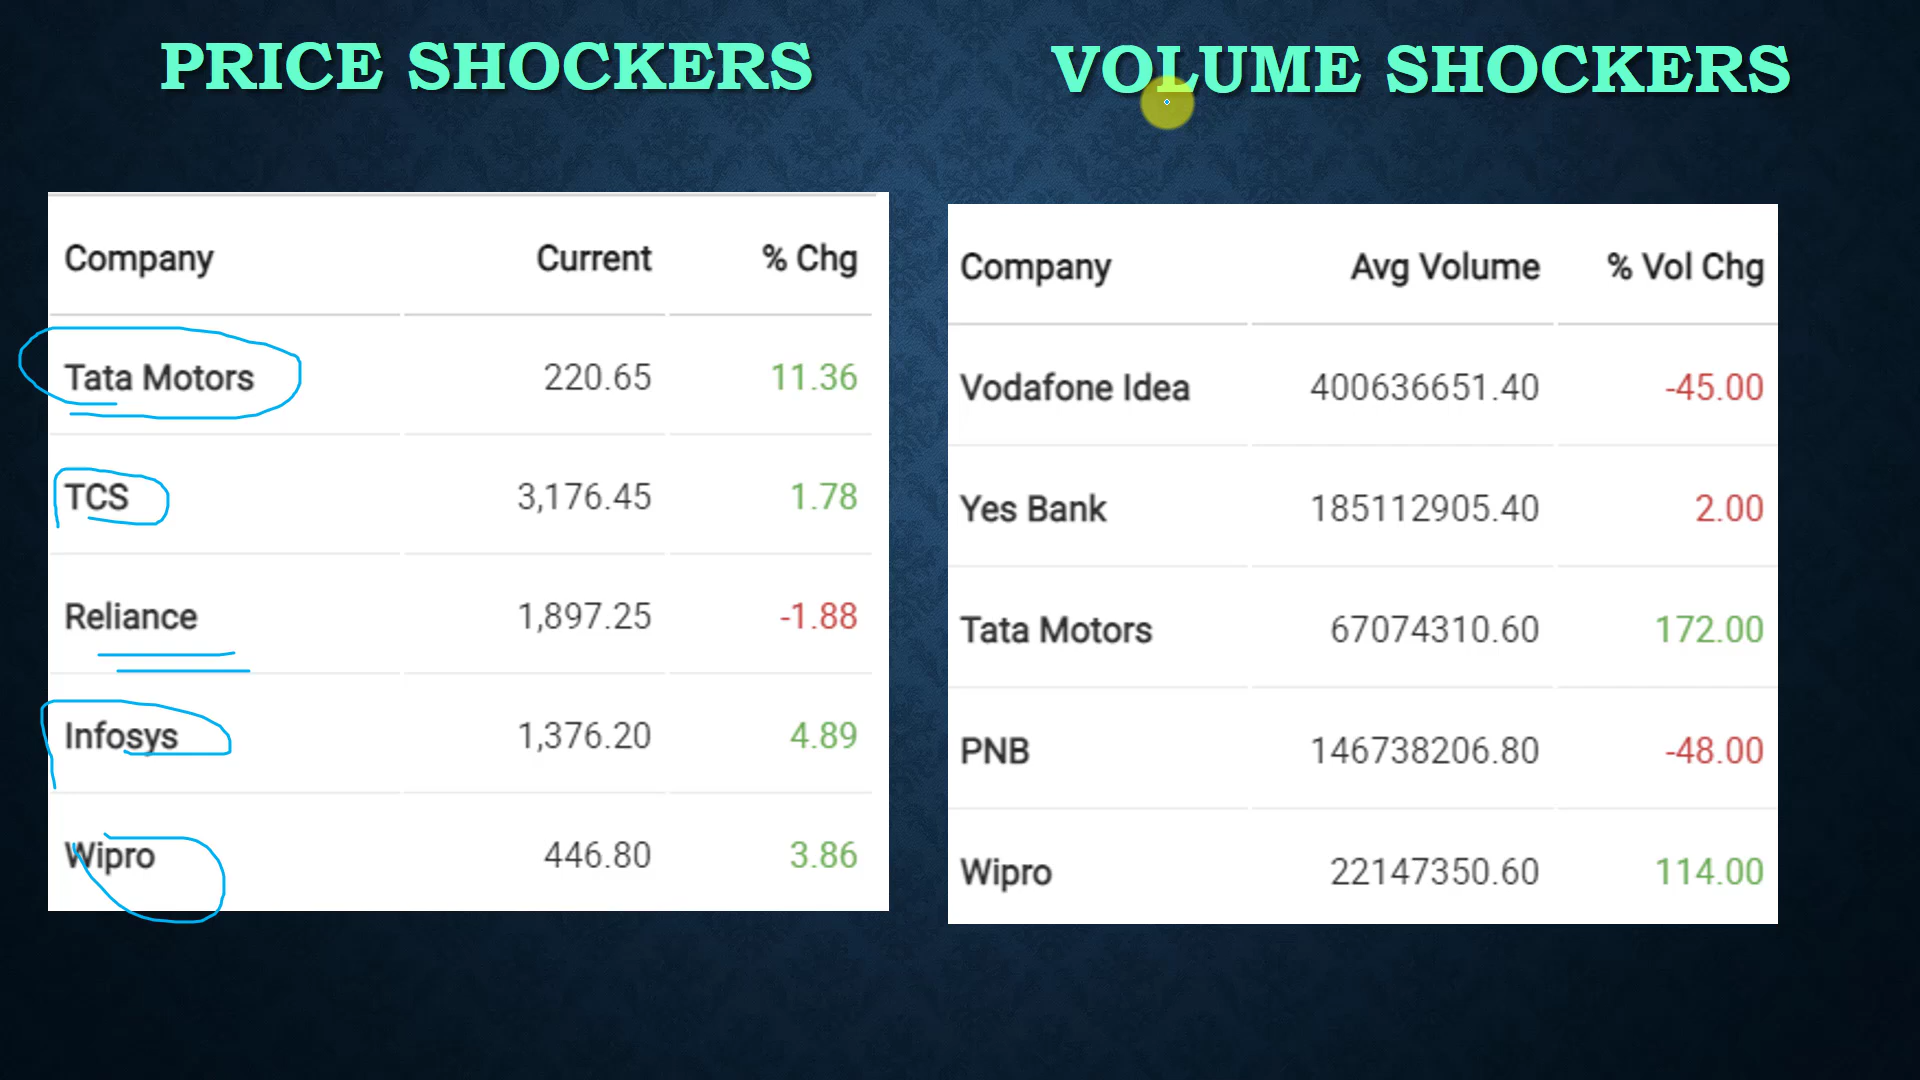 PRICE SHOCKERS
Company Current % Chg
Tata Motors 220.65 11.36
TCS 3,176.45 1.78
Reliance 1,897.25 -1.88
Infosys 1,376.20 4.89
Wipro 446.80 3.86
VOLUME SHOCKERS
Company Avg Volume % Vol Chg
Vodafone Idea 400636651.40 -45.00
Yes Bank 185112905.40 2.00
Tata Motors 67074310.60 172.00
PNB 146738206.80 -48.00
Wipro 22147350.60 114.00